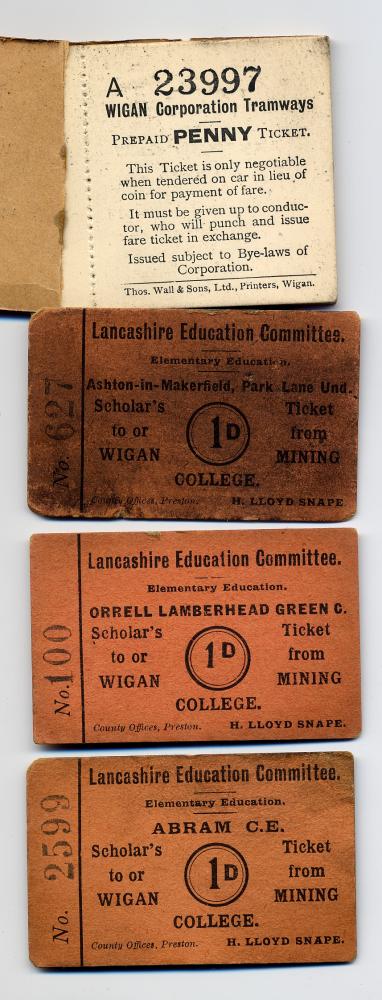 A 23997
WIGAN Corporation Tramways
PREPAID PENNY TICKET.
This Ticket is only negotiable
when tendered on car in lieu of
coin for payment of fare.
It must be given up to conduc-
tor, who will punch and issue
fare ticket in exchange.
Issued subject to Bye-laws of
Corporation.
Thos. Wall & Sons, Ltd., Printers, Wigan.
No. 627
Lancashire Education Committee.
Elementary Education.
Ashton-in-Makerfield, Park Lane Und.
Scholar's 1D Ticket
to or from
WIGAN MINING
COLLEGE.
County Offices, Preston. H. LLOYD SNAPE
No. 100
Lancashire Education Committee.
Elementary Education.
ORRELL LAMBERHEAD GREEN C.
Scholar's 1D Ticket
to or from
WIGAN MINING
COLLEGE.
County Offices, Preston. H. LLOYD SNAPE.
No. 2599
Lancashire Education Committee.
Elementary Education.
ABRAM C.E.
Scholar's 1D Ticket
to or from
WIGAN MINING
COLLEGE.
County Offices, Preston. H. LLOYD SNAPE.